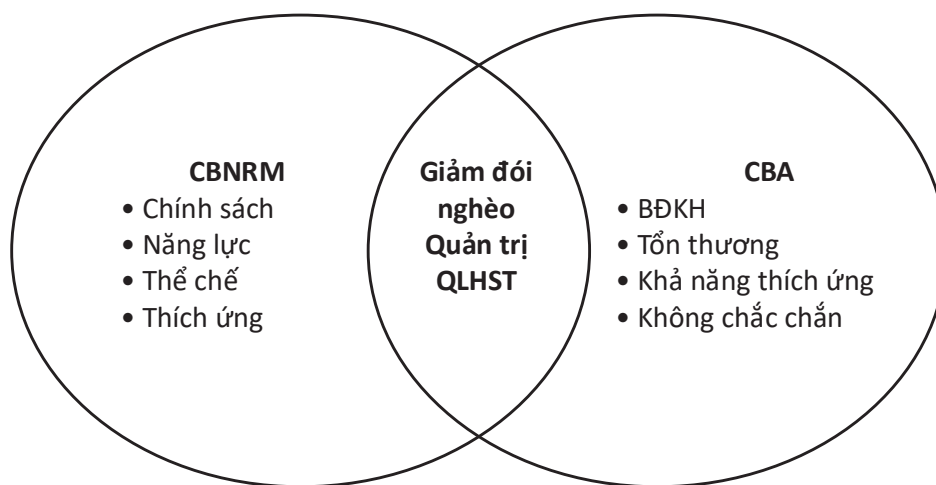 CBNRM
• Chính sách
• Năng lực
• Thể chế
• Thích ứng
Giảm đói
nghèo
Quản trị
QLHST
CBA
• BĐKH
• Tổn thương
• Khả năng thích ứng
• Không chắc chắn